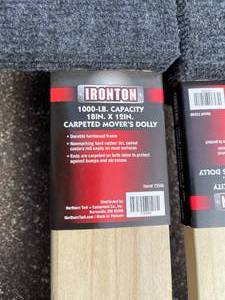 IRONTON
1000-LB. CAPACITY
18IN. X 12IN.
CARPETED MOVER'S DOLLY
• Durable hardwood frame
• Nonmarking hard rubber 3in. swivel
casters roll easily on most surfaces
• Ends are carpeted on both sides to protect
against bumps and abrasions
Distributed by:
Northern Tool + Equipment Co., Inc.
Burnsville, MN
NorthernTool.com | Made in Vietnam
CITY
S DOLLY